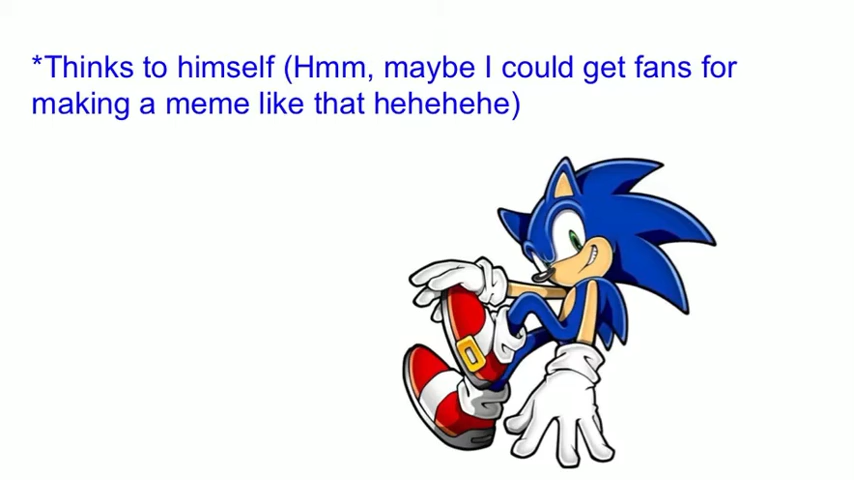 *Thinks to himself (Hmm, maybe I could get fans for
making a meme like that hehehehe)